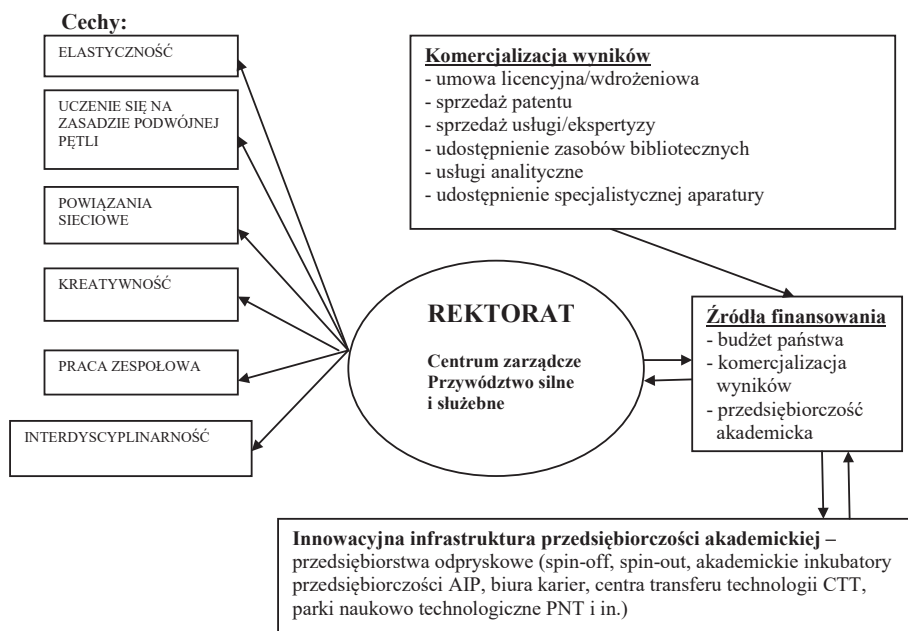 Cechy:
ELASTYCZNOŚĆ
UCZENIE SIĘ NA
ZASADZIE PODWÓJNEJ
PĘTLI
POWIĄZANIA
SIECIOWE
KREATYWNOŚĆ
PRACA ZESPOŁOWA
INTERDYSCYPLINARNOŚĆ
Komercjalizacja wyników
- umowa licencyjna/wdrożeniowa
- sprzedaż patentu
- sprzedaż usługi/ekspertyzy
- udostępnienie zasobów bibliotecznych
- usługi analityczne
- udostępnienie specjalistycznej aparatury
REKTORAT
Centrum zarządcze
Przywództwo silne
i służebne
Źródła finansowania
- budżet państwa
- komercjalizacja
wyników
- przedsiębiorczość
akademicka
Innowacyjna infrastruktura przedsiębiorczości akademickiej –
przedsiębiorstwa odpryskowe (spin-off, spin-out, akademickie inkubatory
przedsiębiorczości AIP, biura karier, centra transferu technologii CTT,
parki naukowo technologiczne PNT i in.)